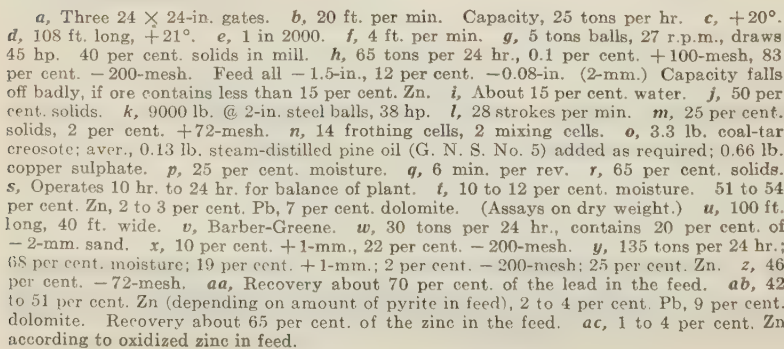 a, Three 24 × 24-in. gates. b, 20 ft. per min. Capacity, 25 tons per hr. c, +20°.
d, 108 ft. long, +21°. e, 1 in 2000. f, 4 ft. per min. g, 5 tons balls, 27 r.p.m., draws
45 hp. 40 per cent. solids in mill. h, 65 tons per 24 hr., 0.1 per cent. +100-mesh, 83
per cent. −200-mesh. Feed all −1.5-in., 12 per cent. −0.08-in. (2-mm.) Capacity falls
off badly, if ore contains less than 15 per cent. Zn. i, About 15 per cent. water. j, 50 per
cent. solids. k, 9000 lb. @ 2-in. steel balls, 38 hp. l, 28 strokes per min. m, 25 per cent.
solids, 2 per cent. +72-mesh. n, 14 frothing cells, 2 mixing cells. o, 3.3 lb. coal-tar
creosote; aver., 0.13 lb. steam-distilled pine oil (G. N. S. No. 5) added as required; 0.66 lb.
copper sulphate. p, 25 per cent. moisture. q, 6 min. per rev. r, 65 per cent. solids.
s, Operates 10 hr. to 24 hr. for balance of plant. t, 10 to 12 per cent. moisture. 51 to 54
per cent. Zn, 2 to 3 per cent. Pb, 7 per cent. dolomite. (Assays on dry weight.) u, 100 ft.
long, 40 ft. wide. v, Barber-Greene. w, 30 tons per 24 hr., contains 20 per cent. of
−2-mm. sand. x, 10 per cent. +1-mm., 22 per cent. −200-mesh. y, 135 tons per 24 hr.;
68 per cent. moisture; 19 per cent. +1-mm.; 2 per cent. −200-mesh; 25 per cent. Zn. z, 46
per cent. −72-mesh. aa, Recovery about 70 per cent. of the lead in the feed. ab, 42
to 51 per cent. Zn (depending on amount of pyrite in feed), 2 to 4 per cent. Pb, 9 per cent.
dolomite. Recovery about 65 per cent. of the zinc in the feed. ac, 1 to 4 per cent. Zn
according to oxidized zinc in feed.